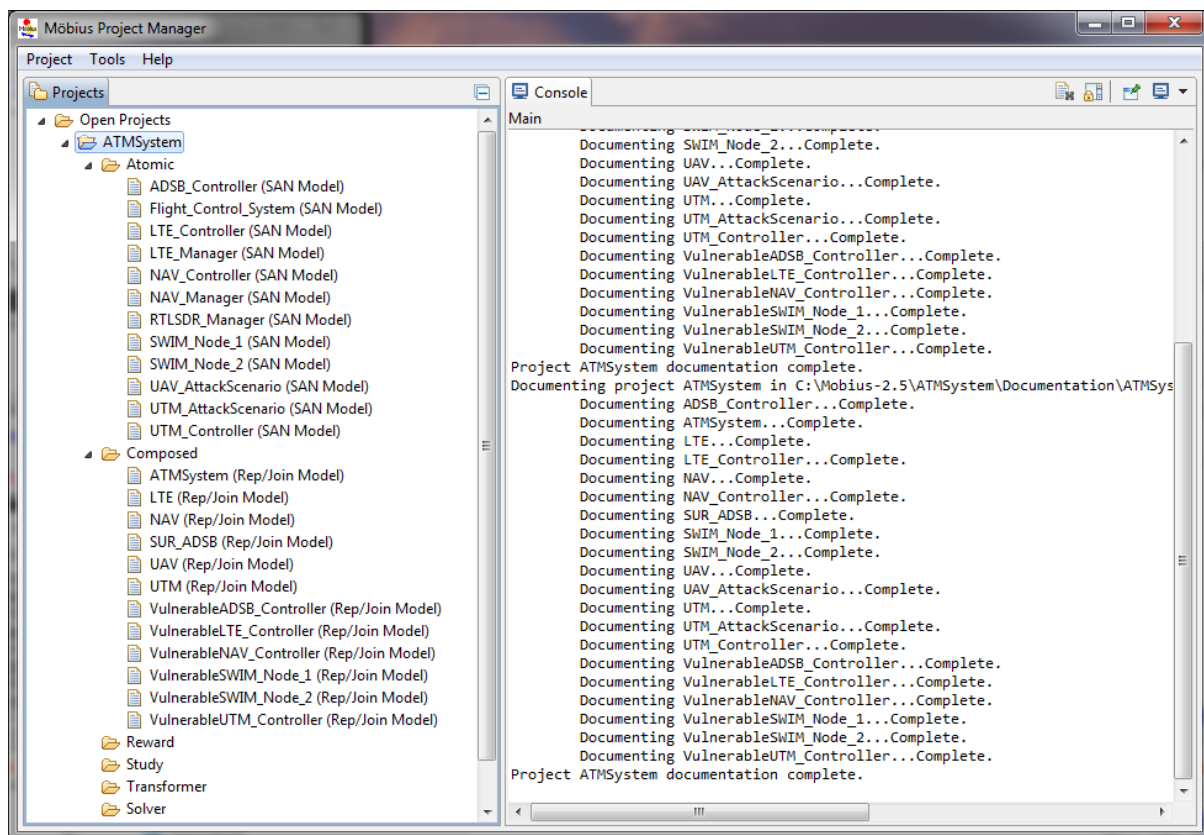 Möbius Project Manager
Project Tools Help
Projects
Open Projects
ATMSystem
Atomic
ADSB_Controller (SAN Model)
Flight_Control_System (SAN Model)
LTE_Controller (SAN Model)
LTE_Manager (SAN Model)
NAV_Controller (SAN Model)
NAV_Manager (SAN Model)
RTLSDR_Manager (SAN Model)
SWIM_Node_1 (SAN Model)
SWIM_Node_2 (SAN Model)
UAV_AttackScenario (SAN Model)
UTM_AttackScenario (SAN Model)
UTM_Controller (SAN Model)
Composed
ATMSystem (Rep/Join Model)
LTE (Rep/Join Model)
NAV (Rep/Join Model)
SUR_ADSB (Rep/Join Model)
UAV (Rep/Join Model)
UTM (Rep/Join Model)
VulnerableADSB_Controller (Rep/Join Model)
VulnerableLTE_Controller (Rep/Join Model)
VulnerableNAV_Controller (Rep/Join Model)
VulnerableSWIM_Node_1 (Rep/Join Model)
VulnerableSWIM_Node_2 (Rep/Join Model)
VulnerableUTM_Controller (Rep/Join Model)
Reward
Study
Transformer
Solver
Console
Main
Documenting SWIM_Node_2...Complete.
Documenting UAV...Complete.
Documenting UAV_AttackScenario...Complete.
Documenting UTM...Complete.
Documenting UTM_AttackScenario...Complete.
Documenting UTM_Controller...Complete.
Documenting VulnerableADSB_Controller...Complete.
Documenting VulnerableLTE_Controller...Complete.
Documenting VulnerableNAV_Controller...Complete.
Documenting VulnerableSWIM_Node_1...Complete.
Documenting VulnerableSWIM_Node_2...Complete.
Documenting VulnerableUTM_Controller...Complete.
Project ATMSystem documentation complete.
Documenting project ATMSystem in C:\Mobius-2.5\ATMSystem\Documentation\ATMSys
Documenting ADSB_Controller...Complete.
Documenting ATMSystem...Complete.
Documenting LTE...Complete.
Documenting LTE_Controller...Complete.
Documenting NAV...Complete.
Documenting NAV_Controller...Complete.
Documenting SUR_ADSB...Complete.
Documenting SWIM_Node_1...Complete.
Documenting SWIM_Node_2...Complete.
Documenting UAV...Complete.
Documenting UAV_AttackScenario...Complete.
Documenting UTM...Complete.
Documenting UTM_AttackScenario...Complete.
Documenting UTM_Controller...Complete.
Documenting VulnerableADSB_Controller...Complete.
Documenting VulnerableLTE_Controller...Complete.
Documenting VulnerableNAV_Controller...Complete.
Documenting VulnerableSWIM_Node_1...Complete.
Documenting VulnerableSWIM_Node_2...Complete.
Documenting VulnerableUTM_Controller...Complete.
Project ATMSystem documentation complete.